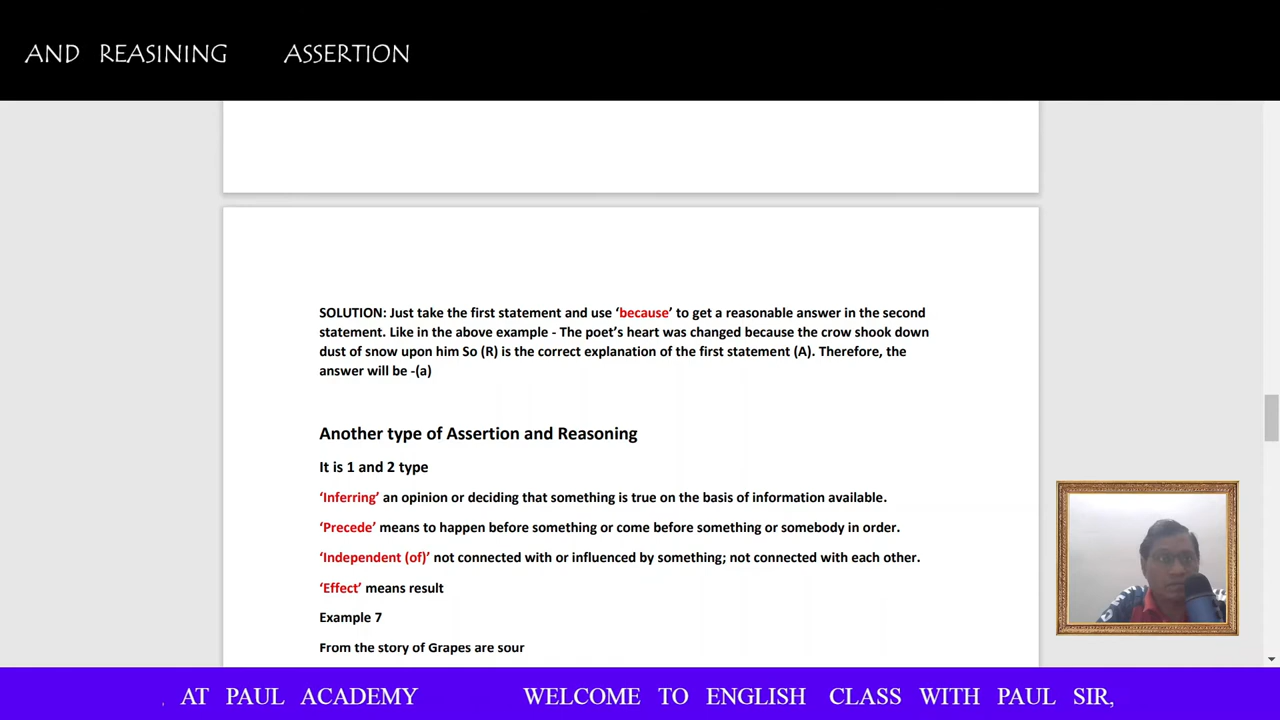 AND REASINING ASSERTION
SOLUTION: Just take the first statement and use ‘because’ to get a reasonable answer in the second
statement. Like in the above example - The poet’s heart was changed because the crow shook down
dust of snow upon him So (R) is the correct explanation of the first statement (A). Therefore, the
answer will be -(a)
Another type of Assertion and Reasoning
It is 1 and 2 type
‘Inferring’ an opinion or deciding that something is true on the basis of information available.
‘Precede’ means to happen before something or come before something or somebody in order.
‘Independent (of)’ not connected with or influenced by something; not connected with each other.
‘Effect’ means result
Example 7
From the story of Grapes are sour
AT PAUL ACADEMY WELCOME TO ENGLISH CLASS WITH PAUL SIR,